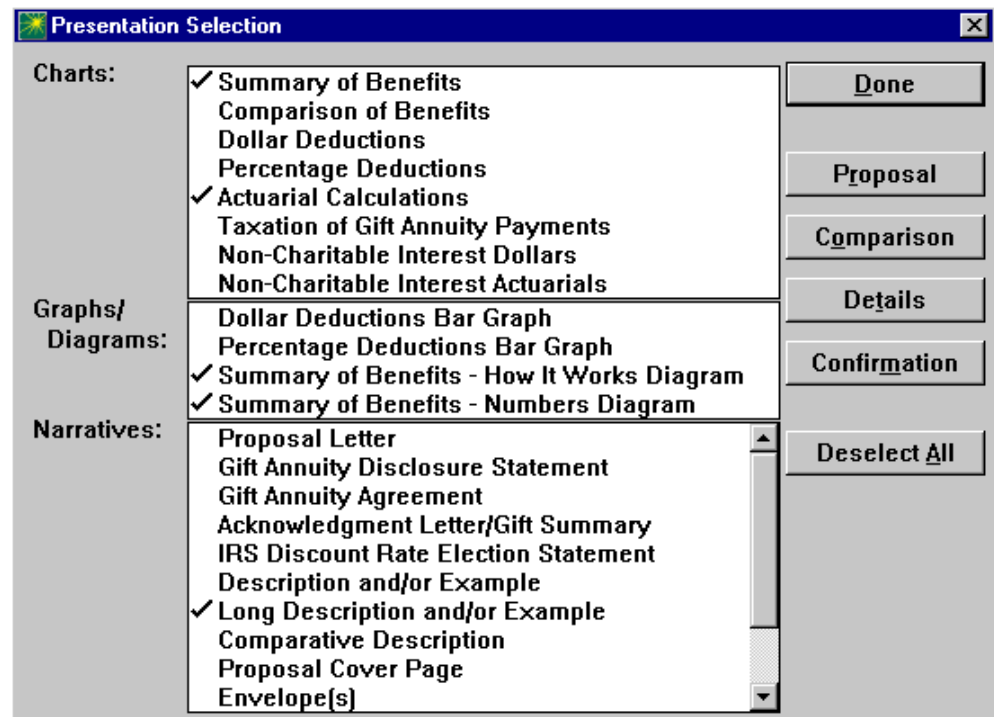 Presentation Selection
Charts:
Summary of Benefits
Comparison of Benefits
Dollar Deductions
Percentage Deductions
Actuarial Calculations
Taxation of Gift Annuity Payments
Non-Charitable Interest Dollars
Non-Charitable Interest Actuarials
Graphs/
Diagrams:
Dollar Deductions Bar Graph
Percentage Deductions Bar Graph
Summary of Benefits - How It Works Diagram
Summary of Benefits - Numbers Diagram
Narratives:
Proposal Letter
Gift Annuity Disclosure Statement
Gift Annuity Agreement
Acknowledgment Letter/Gift Summary
IRS Discount Rate Election Statement
Description and/or Example
Long Description and/or Example
Comparative Description
Proposal Cover Page
Envelope(s)
Done
Proposal
Comparison
Details
Confirmation
Deselect All